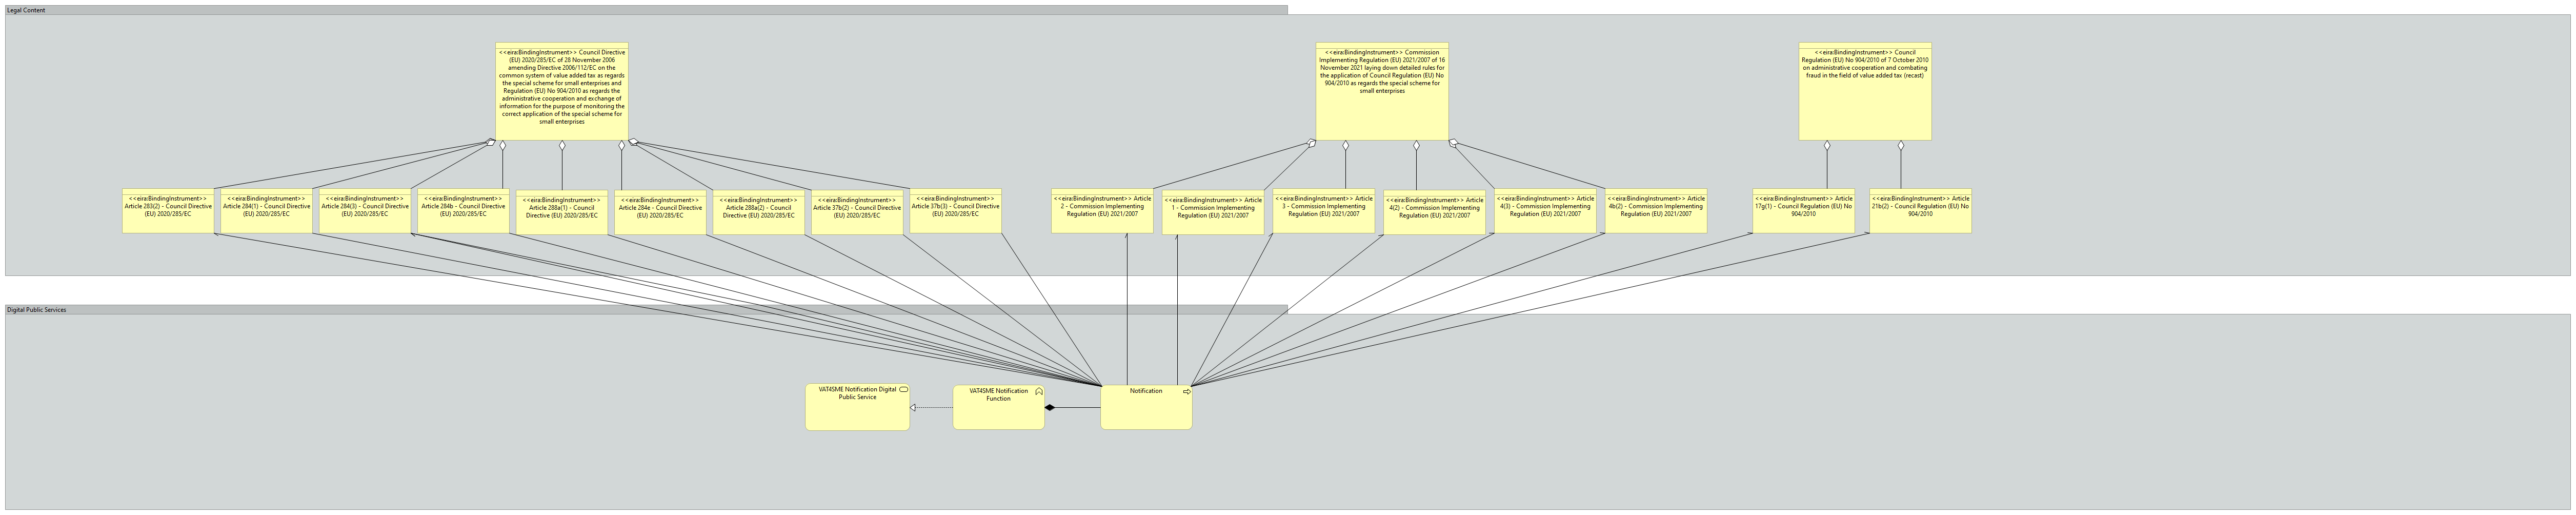 Legal Content
<<eira:BindingInstrument>> Council Directive
(EU) 2020/285/EC of 28 November 2006
amending Directive 2006/112/EC on the
common system of value added tax as regards
the special scheme for small enterprises and
Regulation (EU) No 904/2010 as regards the
administrative cooperation and exchange of
information for the purpose of monitoring the
correct application of the special scheme for
small enterprises
<<eira:BindingInstrument>> Commission
Implementing Regulation (EU) 2021/2007 of 16
November 2021 laying down detailed rules for
the application of Council Regulation (EU) No
904/2010 as regards the special scheme for
small enterprises
<<eira:BindingInstrument>> Council
Regulation (EU) No 904/2010 of 7 October 2010
on administrative cooperation and combating
fraud in the field of value added tax (recast)
<<eira:BindingInstrument>>
Article 283(2) - Council Directive
(EU) 2020/285/EC
<<eira:BindingInstrument>>
Article 284(1) - Council Directive
(EU) 2020/285/EC
<<eira:BindingInstrument>>
Article 284(3) - Council Directive
(EU) 2020/285/EC
<<eira:BindingInstrument>>
Article 284b - Council Directive
(EU) 2020/285/EC
<<eira:BindingInstrument>>
Article 288a(1) - Council
Directive (EU) 2020/285/EC
<<eira:BindingInstrument>>
Article 284e - Council Directive
(EU) 2020/285/EC
<<eira:BindingInstrument>>
Article 288a(2) - Council
Directive (EU) 2020/285/EC
<<eira:BindingInstrument>>
Article 37b(2) - Council Directive
(EU) 2020/285/EC
<<eira:BindingInstrument>>
Article 37b(3) - Council Directive
(EU) 2020/285/EC
<<eira:BindingInstrument>> Article
2 - Commission Implementing
Regulation (EU) 2021/2007
<<eira:BindingInstrument>> Article
1 - Commission Implementing
Regulation (EU) 2021/2007
<<eira:BindingInstrument>> Article
3 - Commission Implementing
Regulation (EU) 2021/2007
<<eira:BindingInstrument>> Article
4(2) - Commission Implementing
Regulation (EU) 2021/2007
<<eira:BindingInstrument>> Article
4(3) - Commission Implementing
Regulation (EU) 2021/2007
<<eira:BindingInstrument>> Article
4b(2) - Commission Implementing
Regulation (EU) 2021/2007
<<eira:BindingInstrument>> Article
17g(1) - Council Regulation (EU) No
904/2010
<<eira:BindingInstrument>> Article
21b(2) - Council Regulation (EU) No
904/2010
Digital Public Services
VAT4SME Notification Digital
Public Service
VAT4SME Notification
Function
Notification